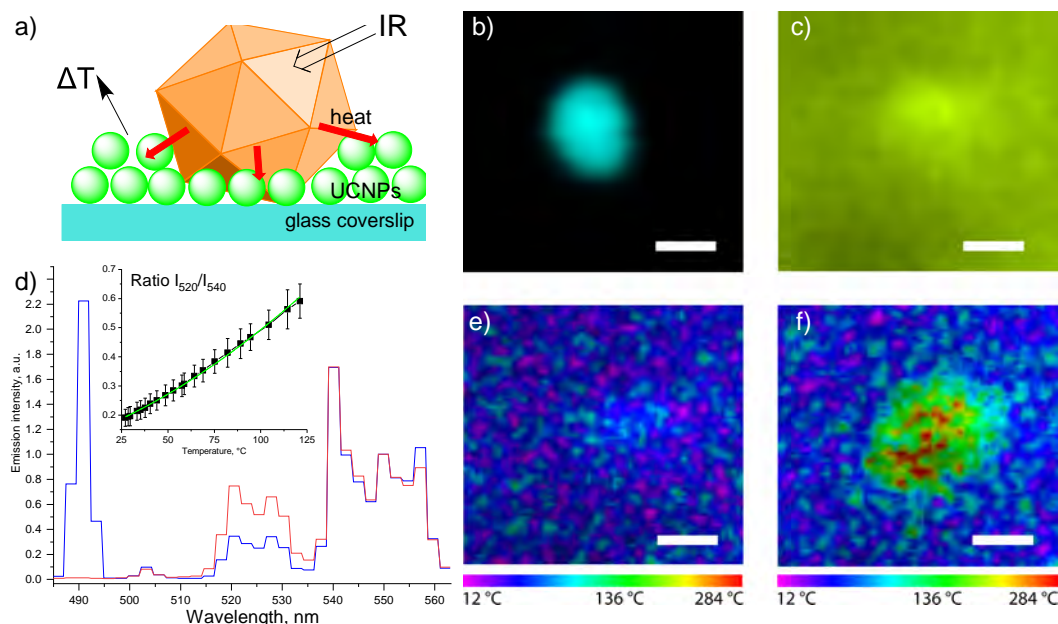 a)
IR
ΔT
heat
UCNPs
glass coverslip
b)
c)
d)
Ratio I520/I540
0.7
0.6
0.5
0.4
0.3
0.2
25 50 75 100 125
Temperature, °C
2.2
2.0
1.8
1.6
1.4
1.2
1.0
0.8
0.6
0.4
0.2
0.0
Emission intensity, a.u.
490 500 510 520 530 540 550 560
Wavelength, nm
e)
f)
12 °C 136 °C 284 °C
12 °C 136 °C 284 °C